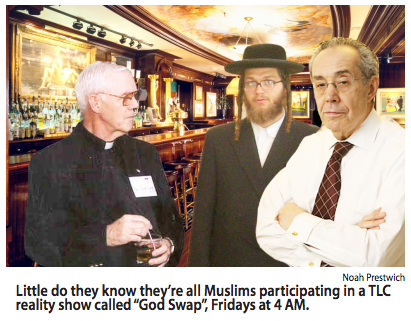 Noah Prestwich
Little do they know they're all Muslims participating in a TLC
reality show called "God Swap", Fridays at 4 AM.